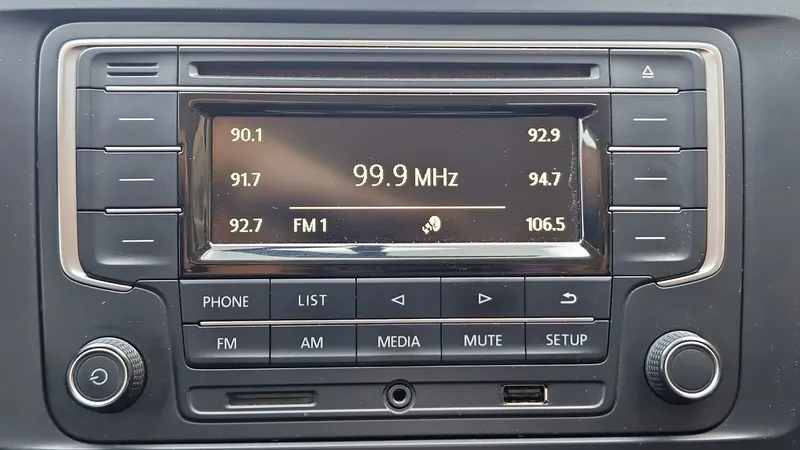 90.1 92.9
99.9 MHz
91.7 94.7
92.7 FM 1 106.5
PHONE LIST
FM AM MEDIA MUTE SETUP